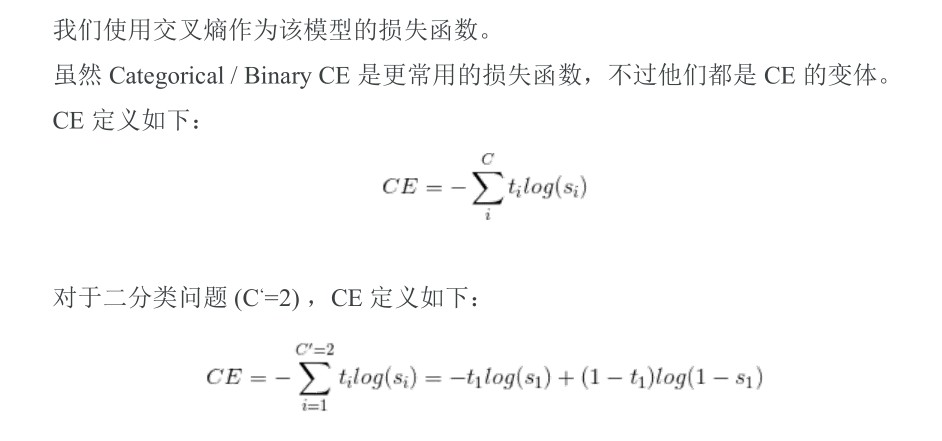 我们使用交叉熵作为该模型的损失函数。
虽然 Categorical / Binary CE 是更常用的损失函数，不过他们都是 CE 的变体。
CE 定义如下：
CE = -\sum_{i}^{C} t_i log(s_i)
对于二分类问题 (C‘=2) ，CE 定义如下：
CE = -\sum_{i=1}^{C'=2} t_i log(s_i) = -t_1 log(s_1) + (1 - t_1) log(1 - s_1)